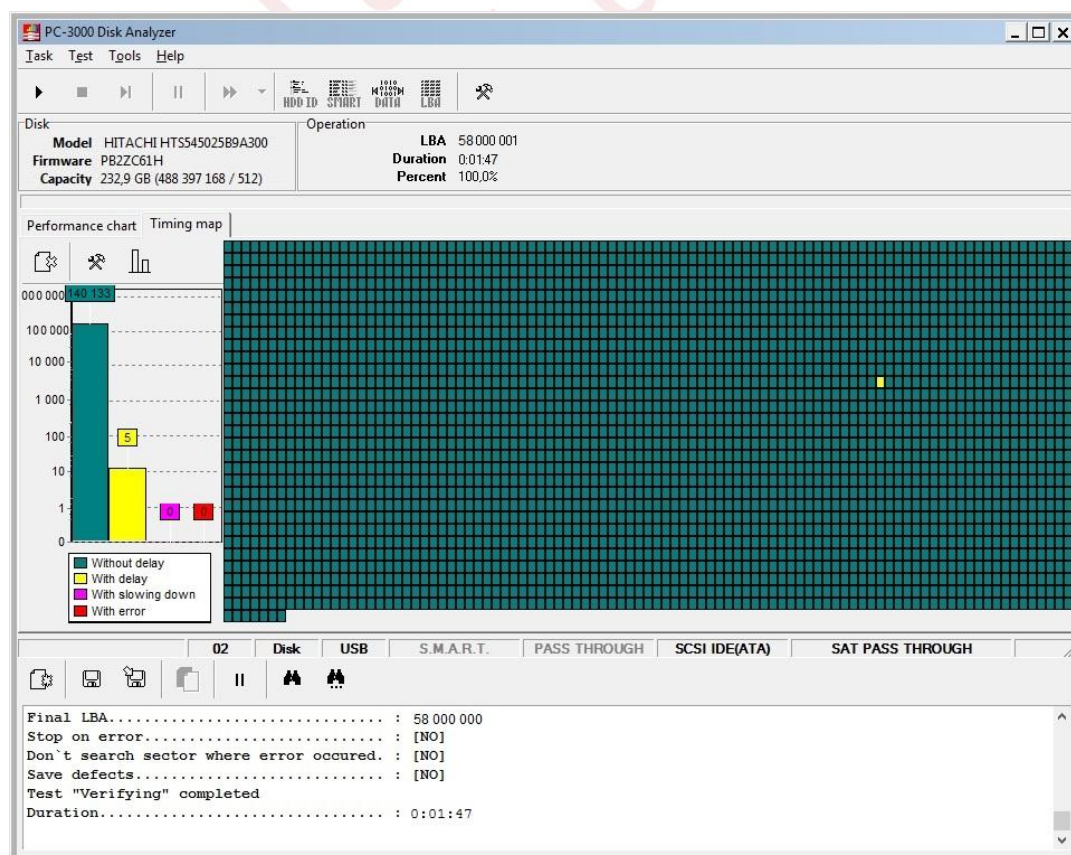 PC-3000 Disk Analyzer
Task Test Tools Help
HDD ID SMART DATA LBA
Disk
Model HITACHI HTS545025B9A300
Firmware PB2ZC61H
Capacity 232,9 GB (488 397 168 / 512)
Operation
LBA 58 000 001
Duration 0:01:47
Percent 100,0%
Performance chart Timing map
000 000
140 133
100 000
10 000
1 000
100
5
10
1
0 0
0
Without delay
With delay
With slowing down
With error
02 Disk USB S.M.A.R.T. PASS THROUGH SCSI IDE(ATA) SAT PASS THROUGH
Final LBA................................ : 58 000 000
Stop on error............................ : [NO]
Don`t search sector where error occured. : [NO]
Save defects............................. : [NO]
Test "Verifying" completed
Duration................................. : 0:01:47